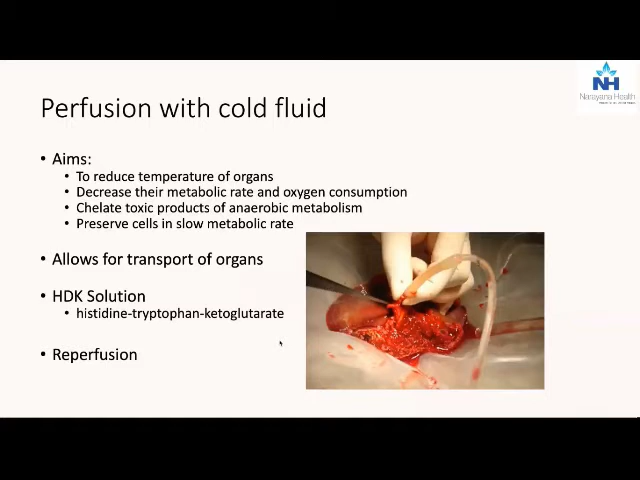 NH
Narayana Health
Perfusion with cold fluid
• Aims:
• To reduce temperature of organs
• Decrease their metabolic rate and oxygen consumption
• Chelate toxic products of anaerobic metabolism
• Preserve cells in slow metabolic rate
• Allows for transport of organs
• HDK Solution
• histidine-tryptophan-ketoglutarate
• Reperfusion